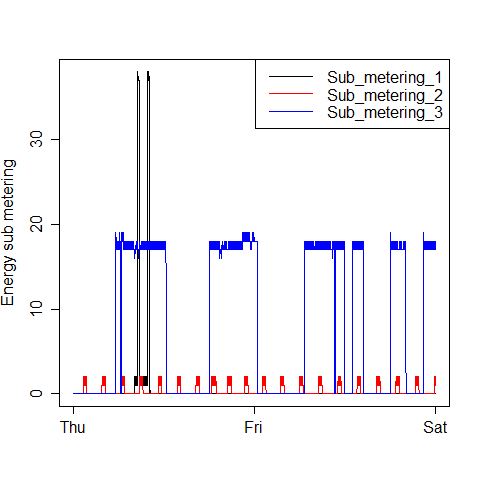 Sub_metering_1
Sub_metering_2
Sub_metering_3
Energy sub metering
30
20
10
0
Thu Fri Sat